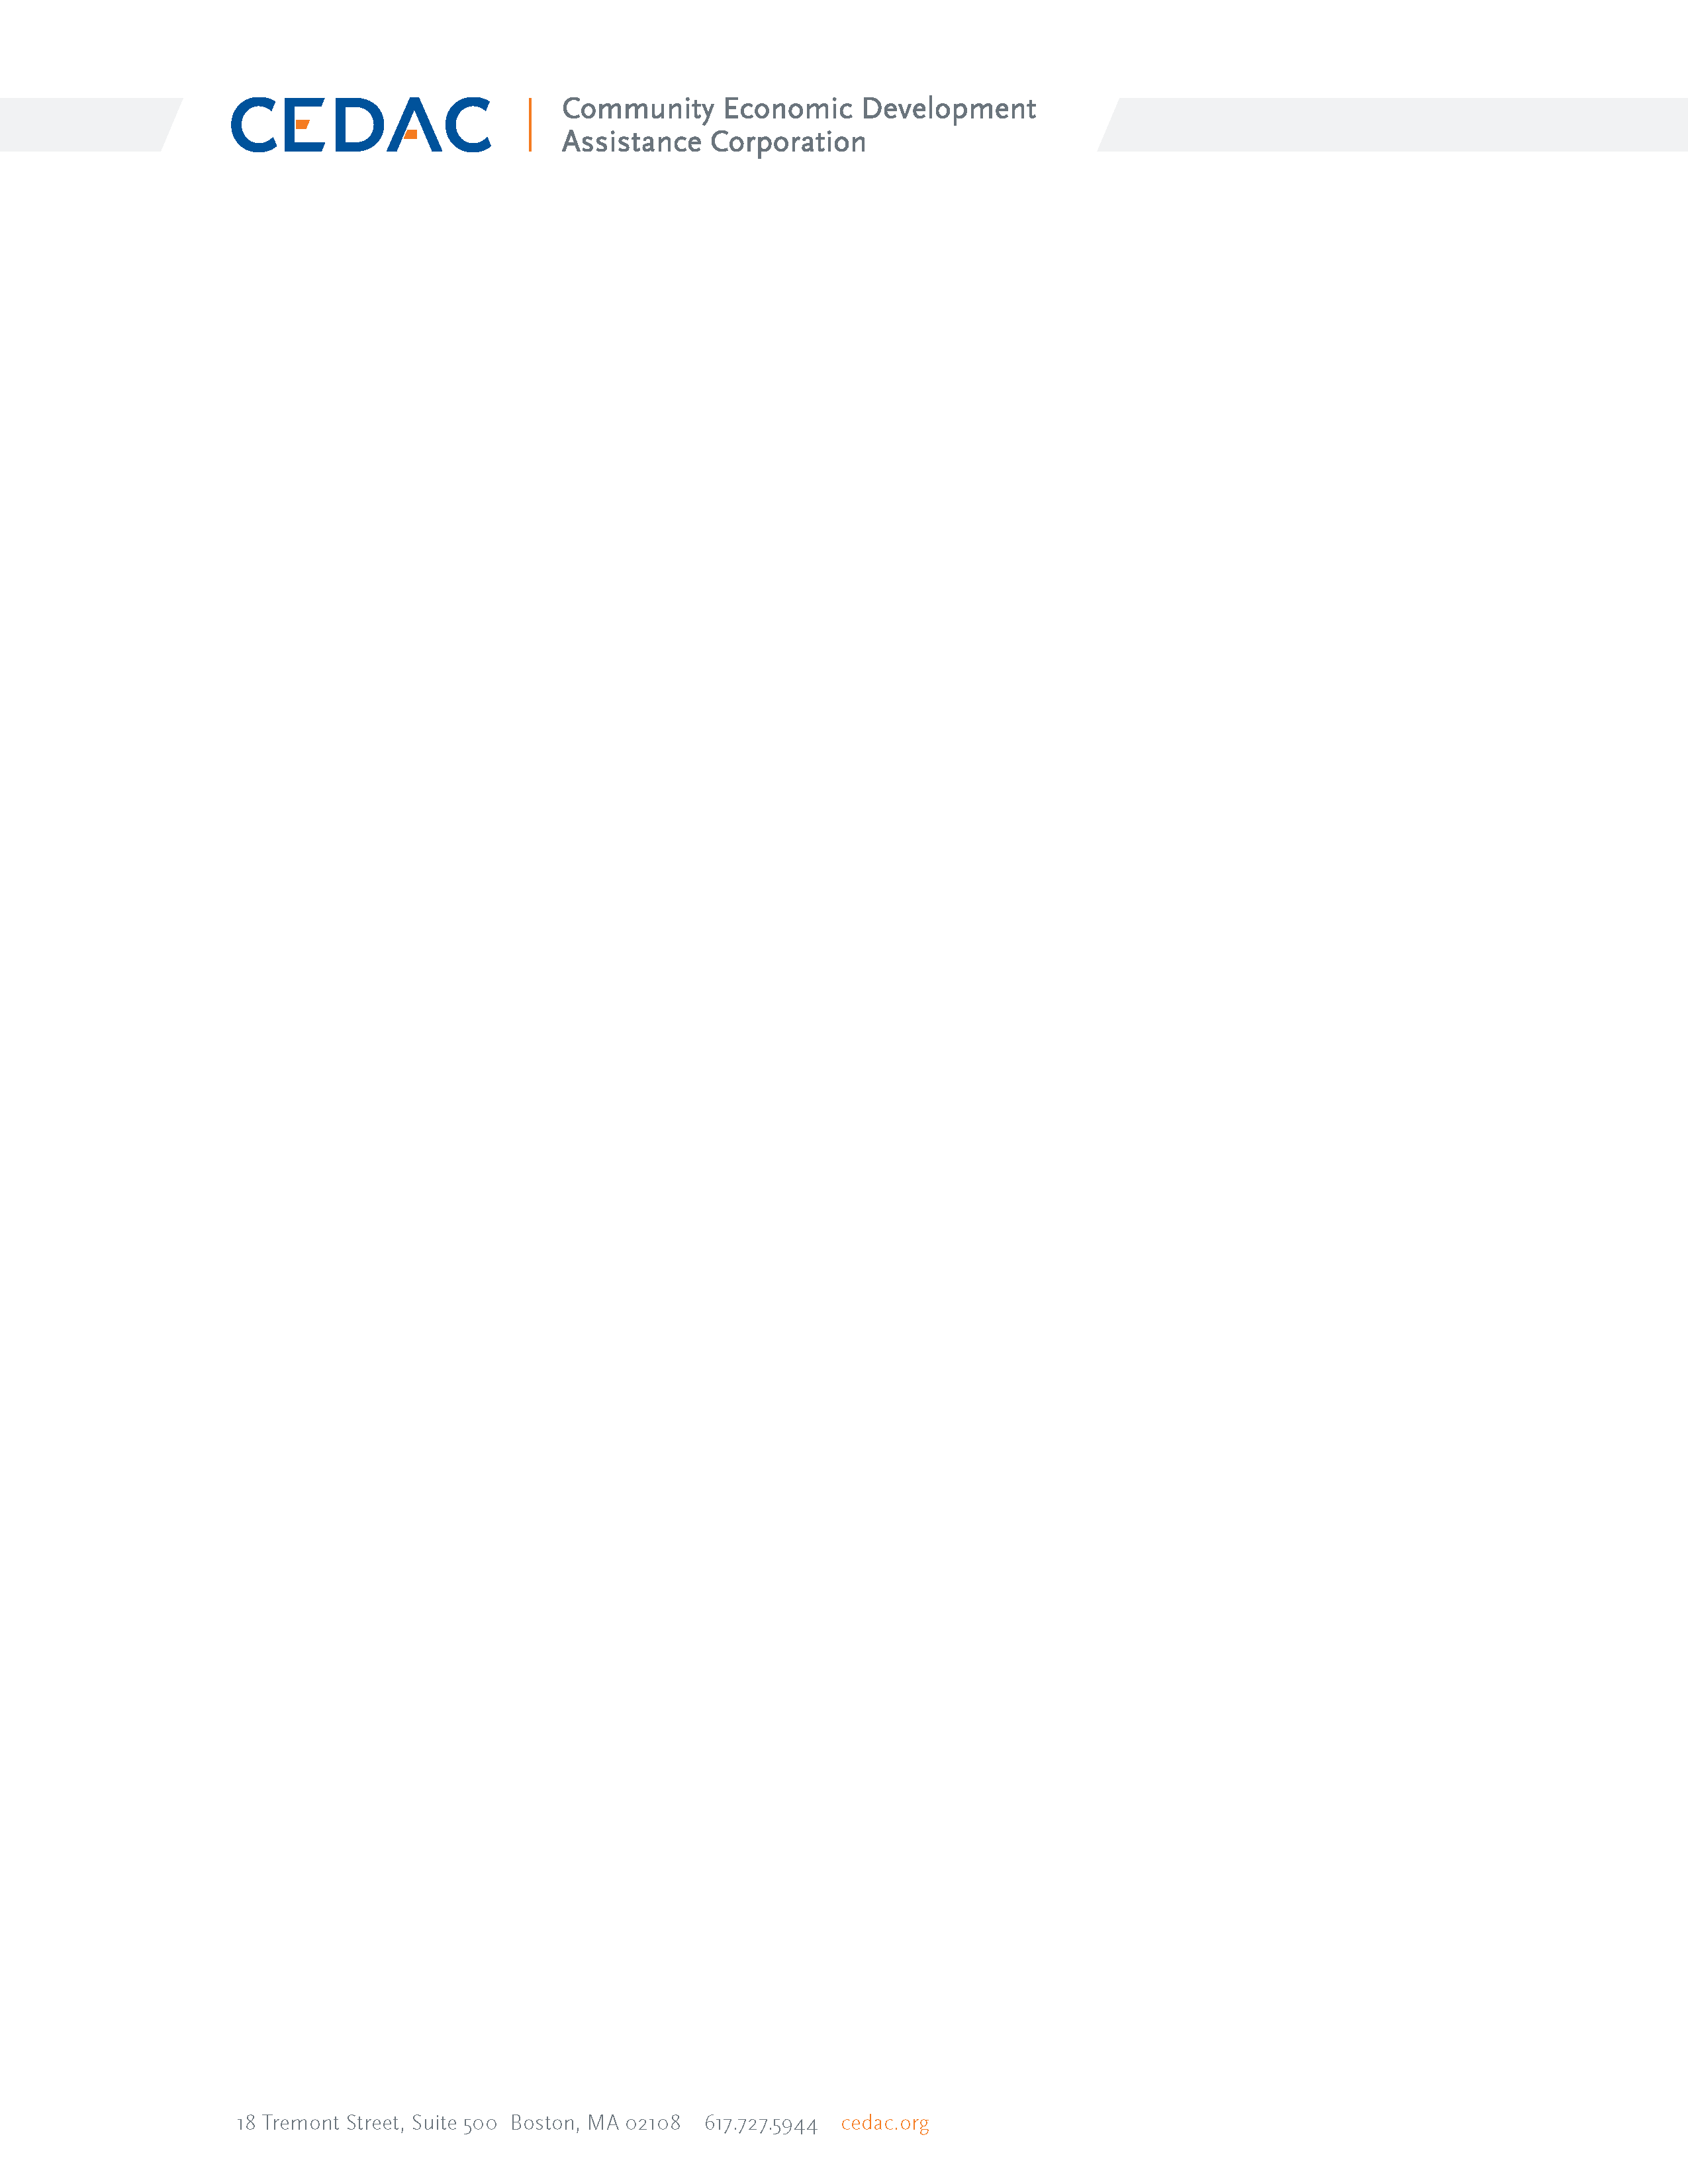 CEDAC
Community Economic Development
Assistance Corporation
18 Tremont Street, Suite 500 Boston, MA 02108 617.727.5944 cedac.org